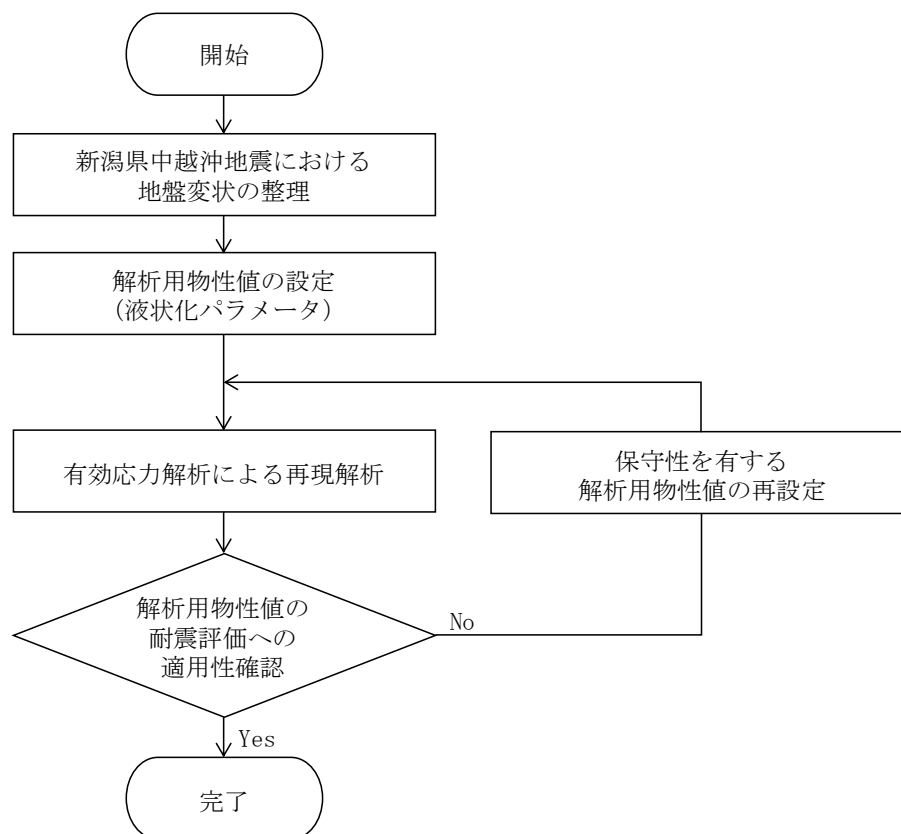 開始
新潟県中越沖地震における
地盤変状の整理
解析用物性値の設定
（液状化パラメータ）
有効応力解析による再現解析
保守性を有する
解析用物性値の再設定
解析用物性値の
耐震評価への
適用性確認
No
Yes
完了